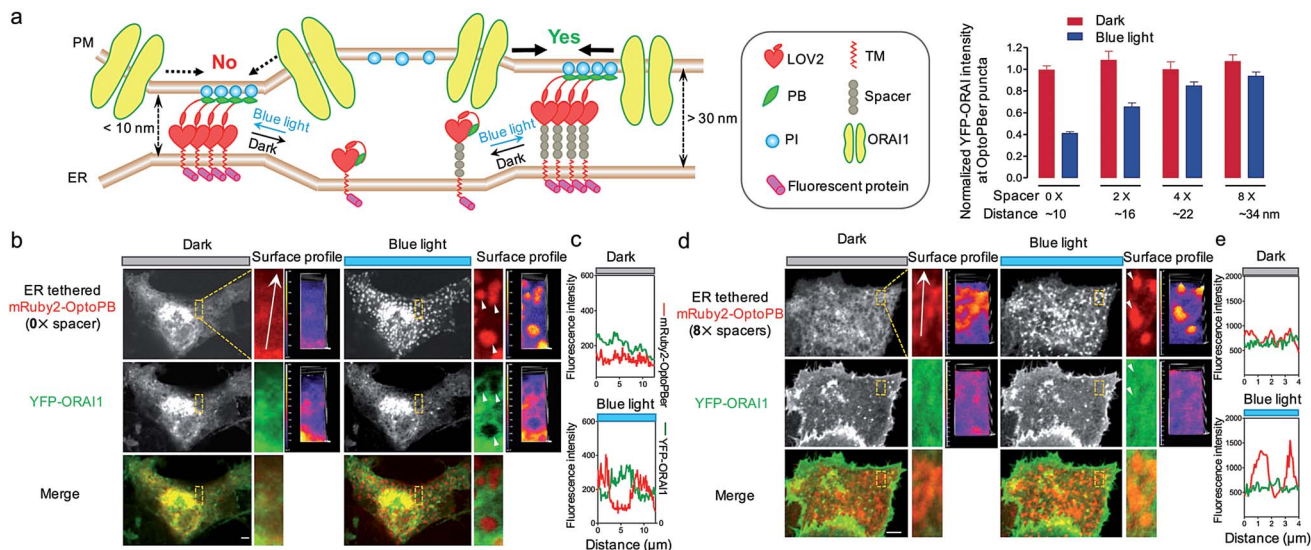 a
PM
No
Yes
< 10 nm
Blue light
Dark
Blue light
Dark
> 30 nm
ER
LOV2
TM
PB
Spacer
PI
ORAI1
Fluorescent protein
Dark
Blue light
Normalized YFP-ORAI intensity
at OptoPBer puncta
1.2
1.0
0.8
0.6
0.4
0.2
0.0
Spacer 0 X 2 X 4 X 8 X
Distance ~10 ~16 ~22 ~34 nm
b
Dark
Surface profile
Blue light
Surface profile
ER tethered
mRuby2-OptoPB
(0× spacer)
YFP-ORAI1
Merge
c
Dark
Fluorescence intensity
600
400
200
0 5 10
mRuby2-OptoPBer
Blue light
Fluorescence intensity
600
400
200
0
0
0 5 10
YFP-ORAI1
Distance (µm)
d
Dark
Surface profile
Blue light
Surface profile
ER tethered
mRuby2-OptoPB
(8× spacers)
YFP-ORAI1
Merge
e
Dark
Fluorescence intensity
2000
1500
1000
500
0 1 2 3 4
Blue light
Fluorescence intensity
2000
1500
1000
500
0 1 2 3 4
Distance (µm)